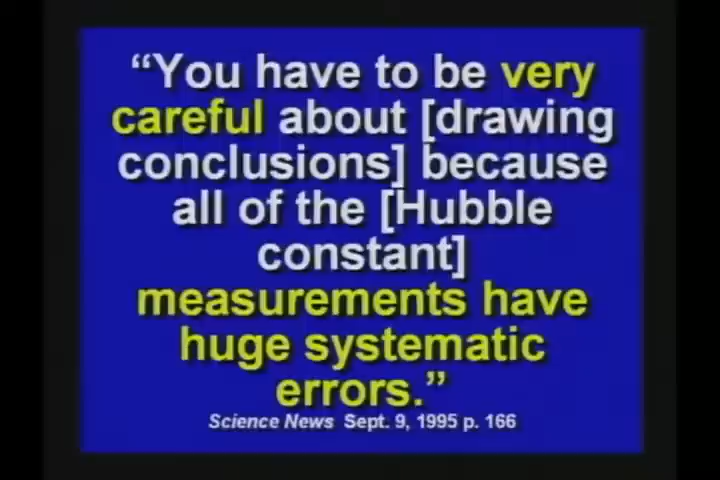 “You have to be very
careful about [drawing
conclusions] because
all of the [Hubble
constant]
measurements have
huge systematic
errors.”
Science News Sept. 9, 1995 p. 166